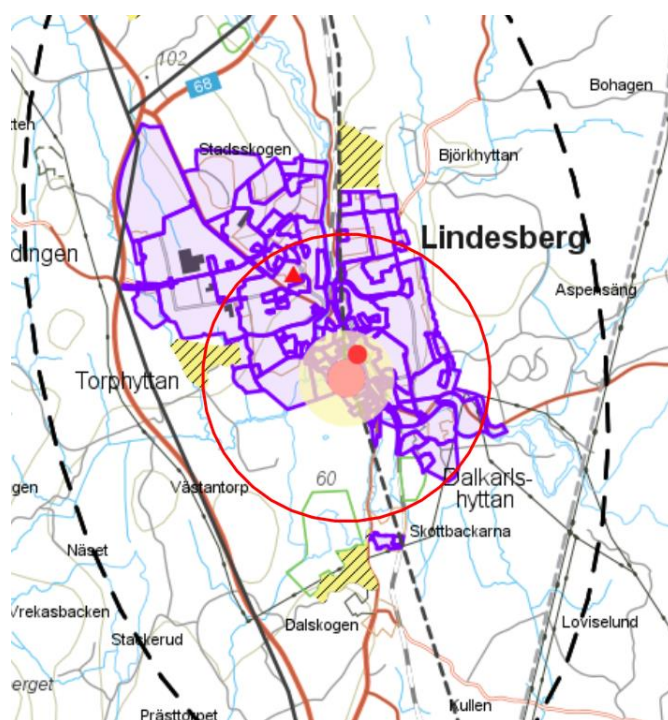 102
68
Bohagen
Stadsskogen
Björkhyttan
Lindesberg
dingen
Aspensäng
Torphyttan
60
Dalkarls-
hyttan
gen
Västantorp
Skottbackarna
Näset
Vrekasbacken
Loviselund
Stackerud
Dalskogen
erget
Kullen
Prästtorpet